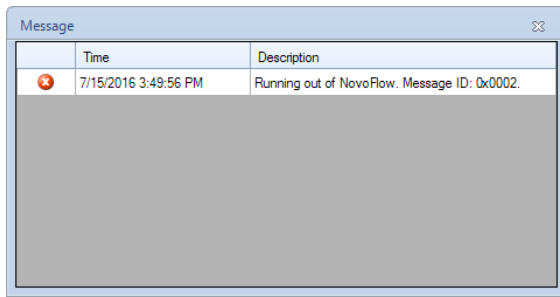 Message
Time Description
7/15/2016 3:49:56 PM Running out of NovoFlow. Message ID: 0x0002.